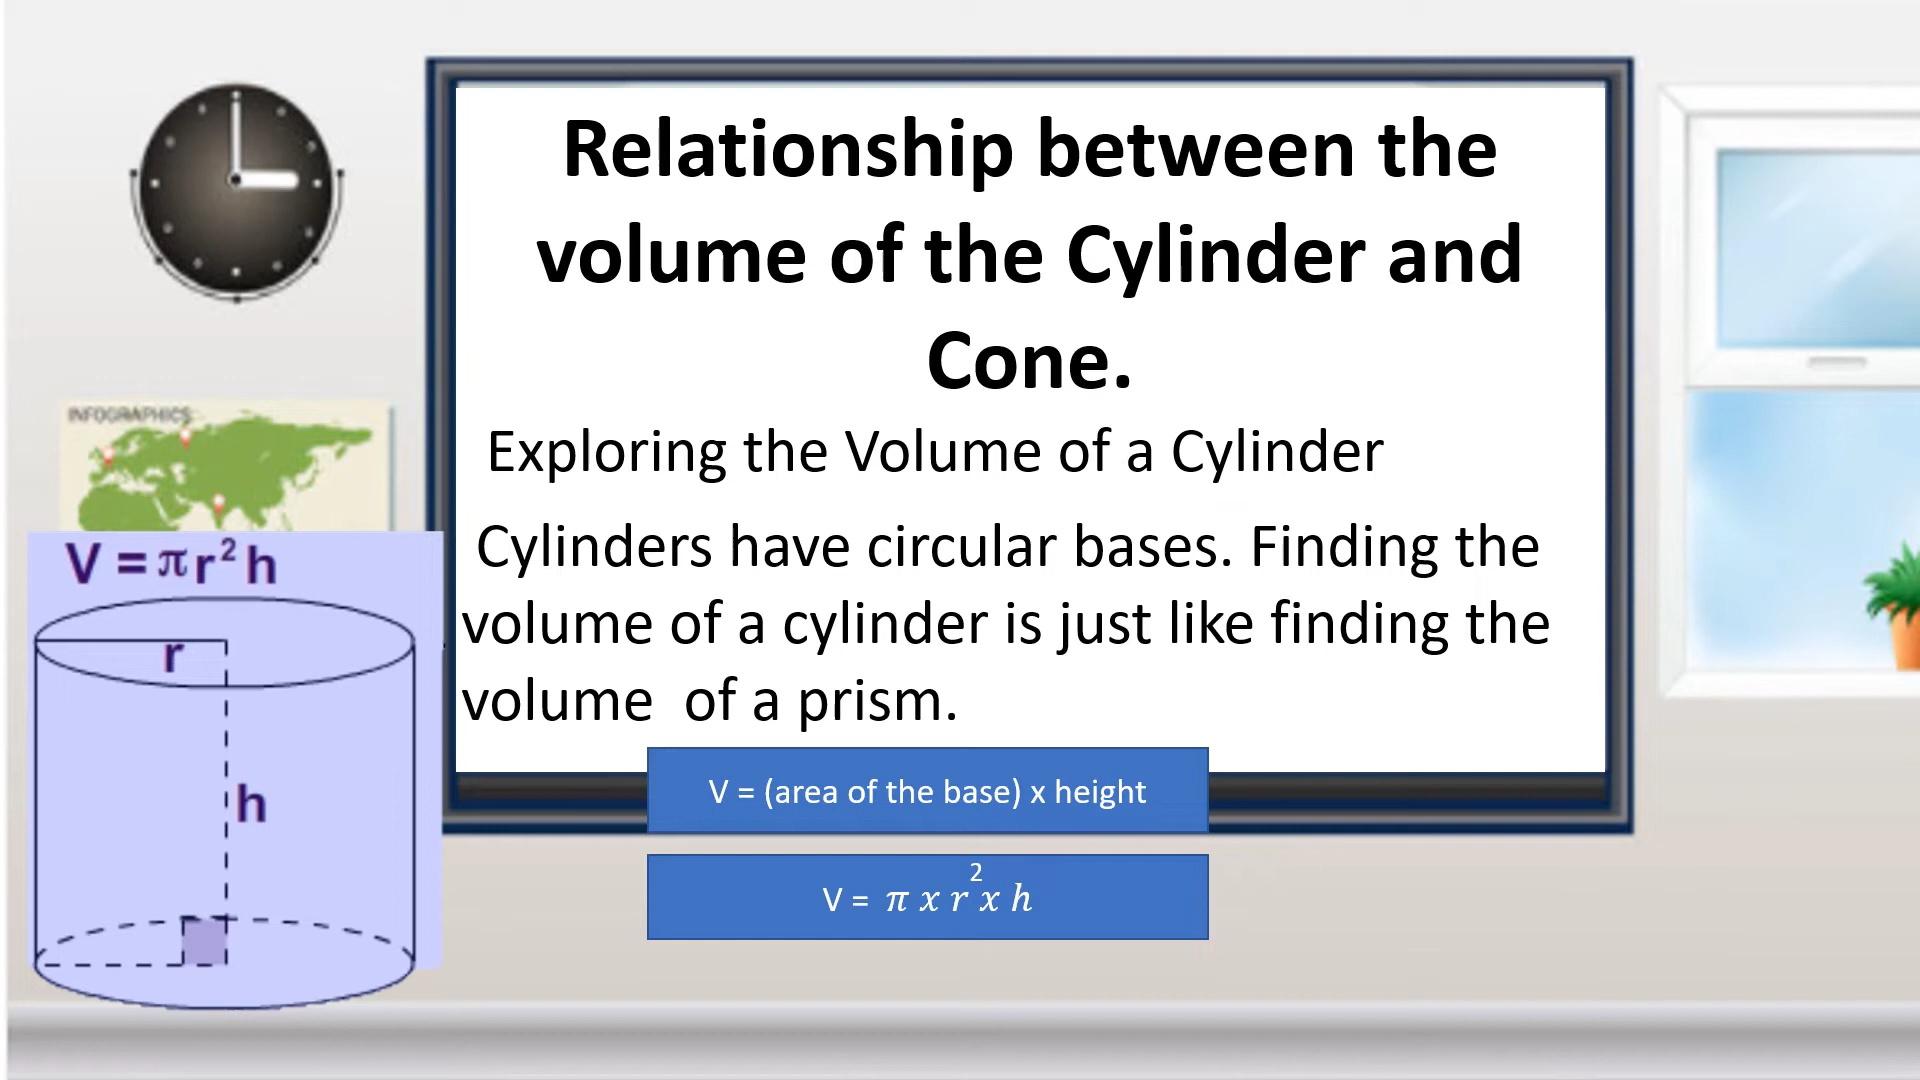 Relationship between the
volume of the Cylinder and
Cone.
Exploring the Volume of a Cylinder
Cylinders have circular bases. Finding the
volume of a cylinder is just like finding the
volume  of a prism.
V = (area of the base) x height
V = π x r² x h
INFOGRAPHICS
V = πr²h
r
h